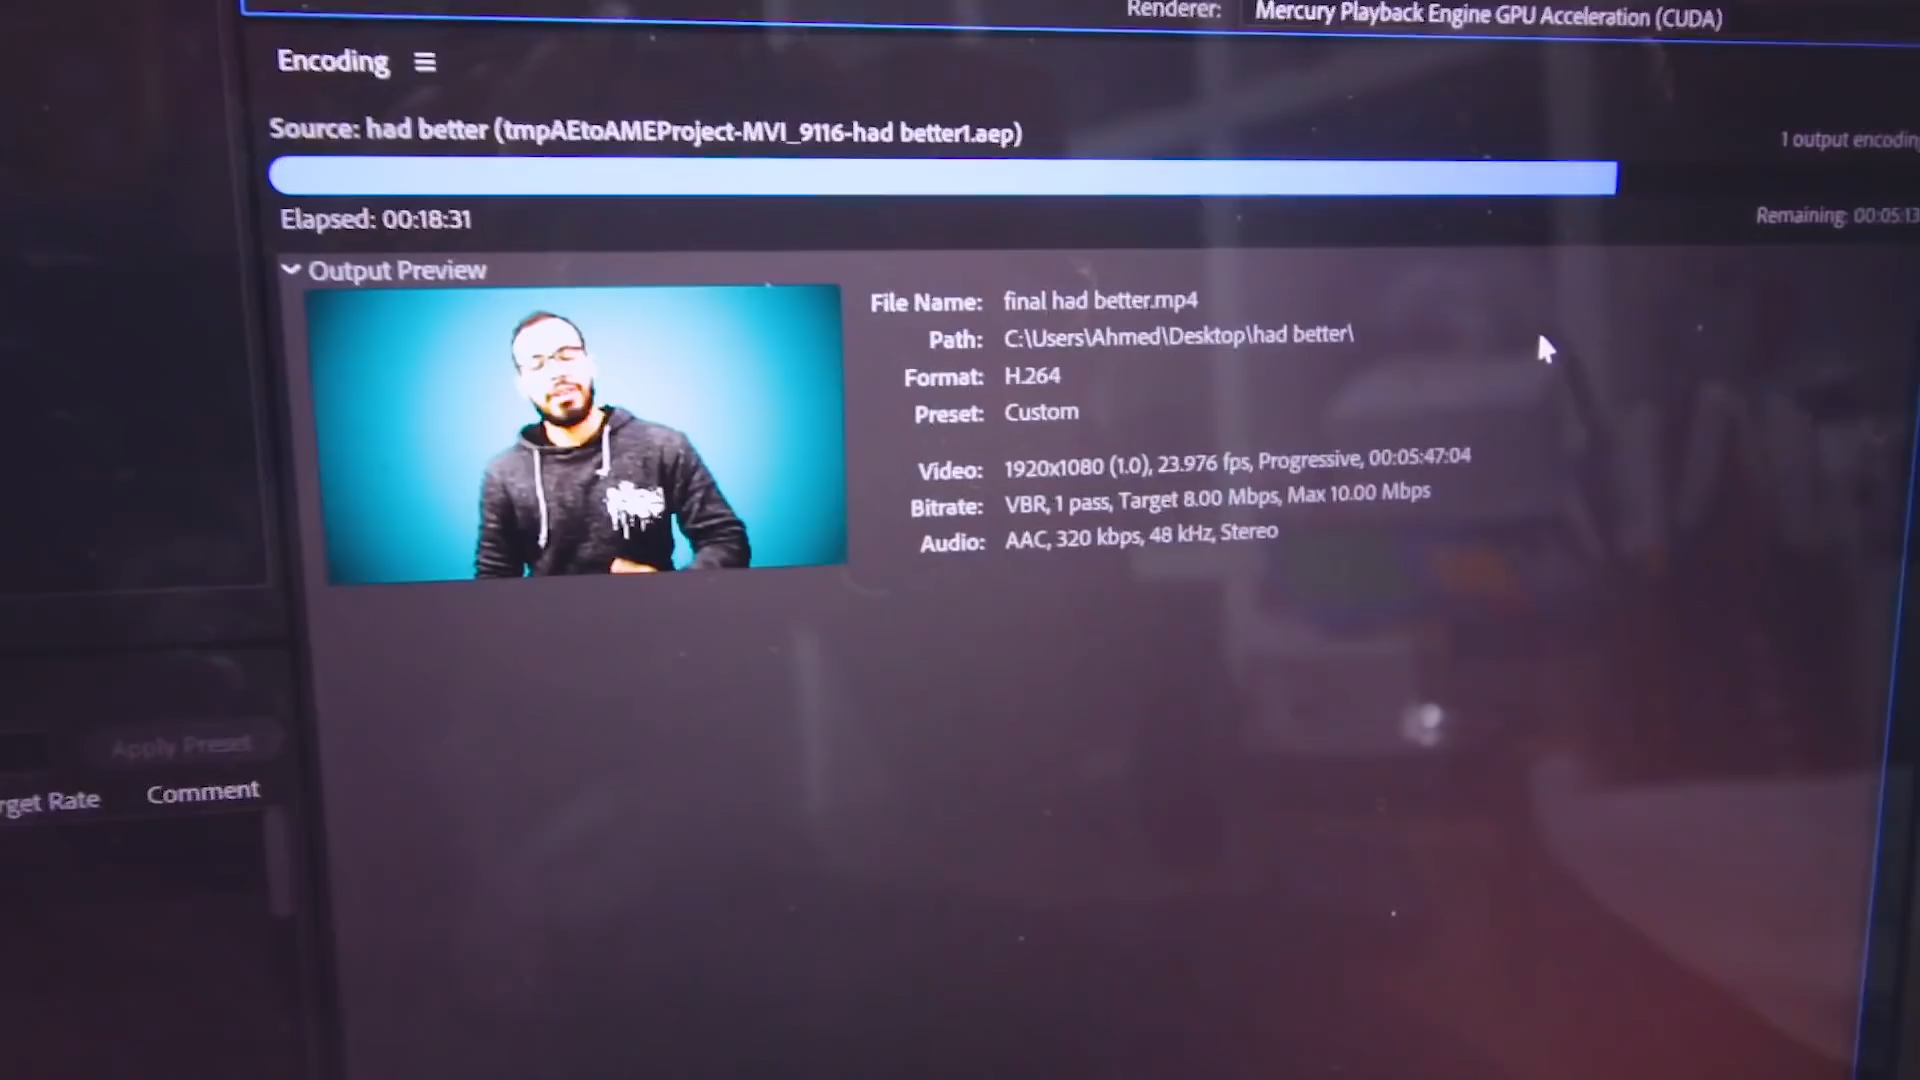 Renderer: Mercury Playback Engine GPU Acceleration (CUDA)
Encoding
Source: had better (tmpAEtoAMEProject-MVI_9116-had better1.aep)
1 output encoding
Elapsed: 00:18:31
Remaining: 00:05:13
Output Preview
File Name: final had better.mp4
Path: C:\Users\Ahmed\Desktop\had better\
Format: H.264
Preset: Custom
Video: 1920x1080 (1.0), 23.976 fps, Progressive, 00:05:47:04
Bitrate: VBR, 1 pass, Target 8.00 Mbps, Max 10.00 Mbps
Audio: AAC, 320 kbps, 48 kHz, Stereo
Apply Preset
rget Rate Comment